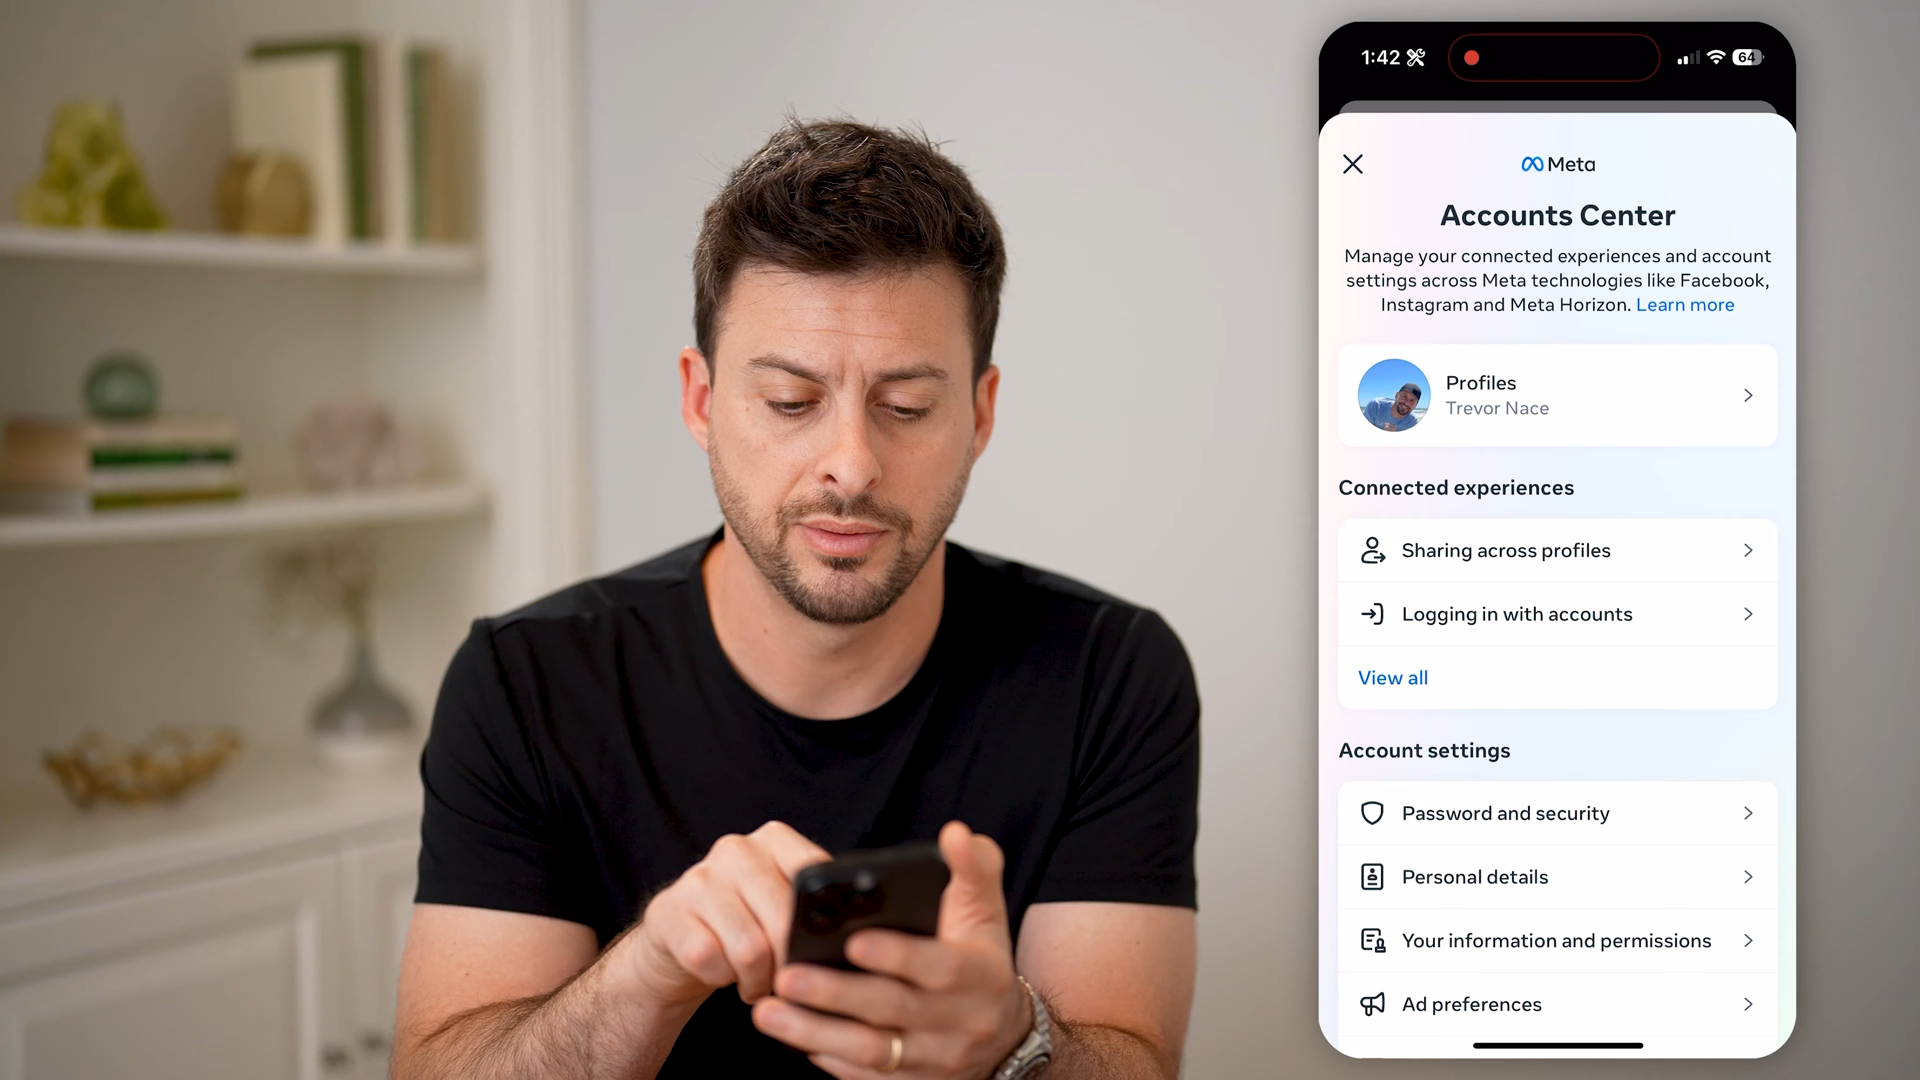 1:42
64
Meta
Accounts Center
Manage your connected experiences and account
settings across Meta technologies like Facebook,
Instagram and Meta Horizon. Learn more
Profiles
Trevor Nace
Connected experiences
Sharing across profiles
Logging in with accounts
View all
Account settings
Password and security
Personal details
Your information and permissions
Ad preferences